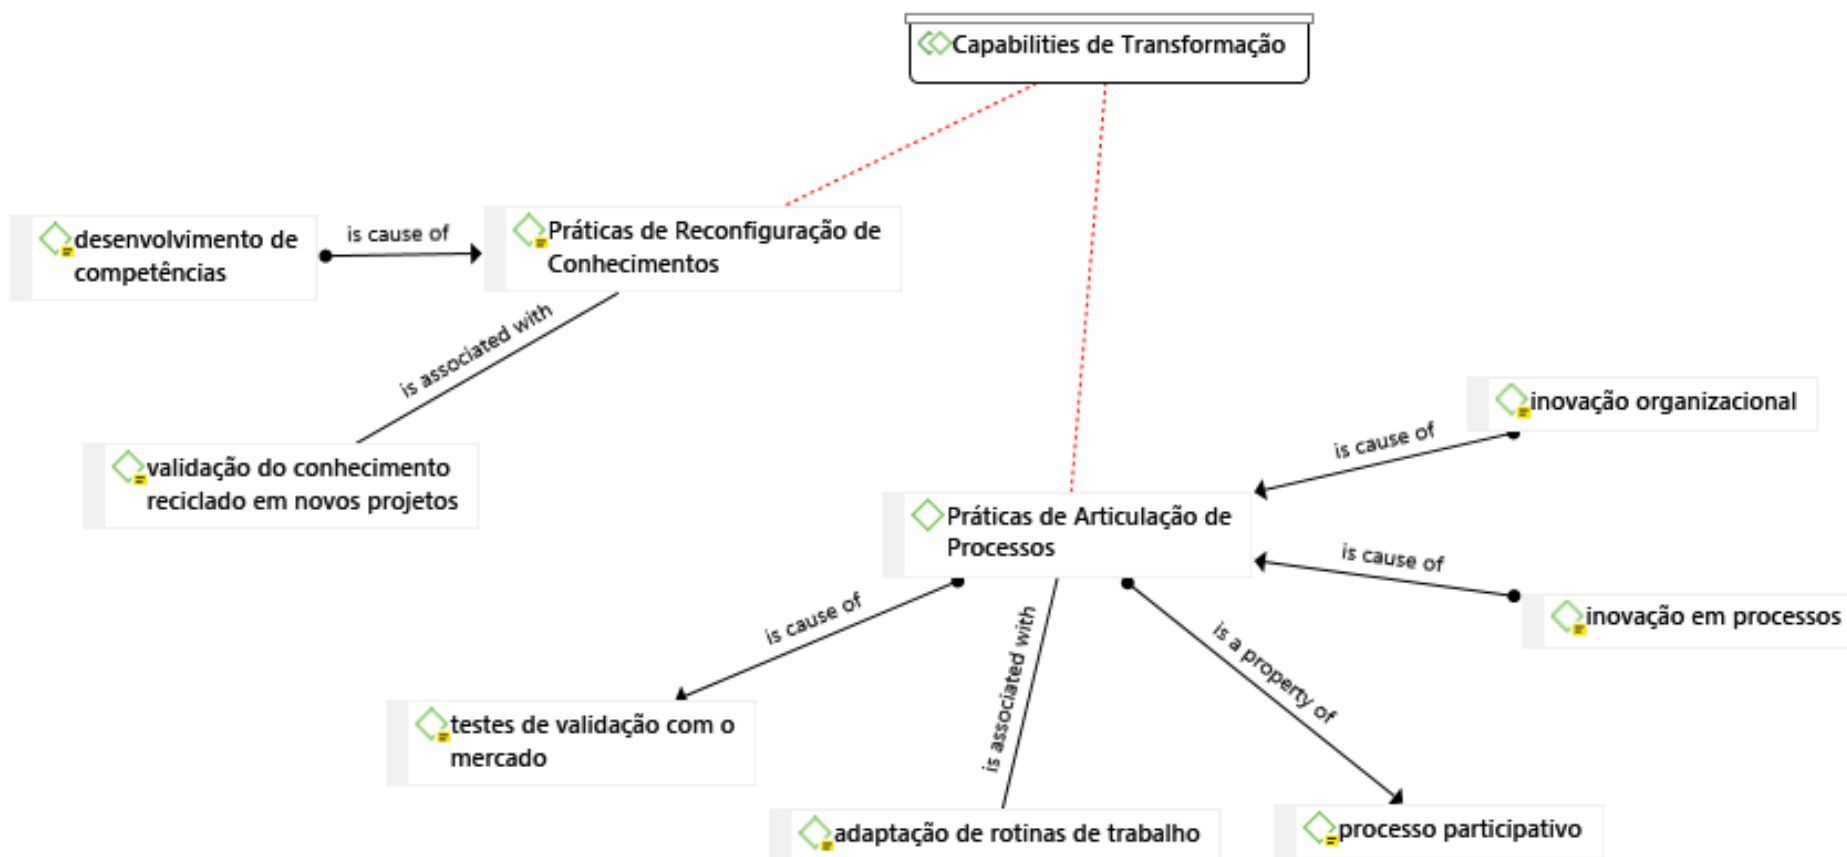 Capabilities de Transformação
desenvolvimento de
competências
is cause of
Práticas de Reconfiguração de
Conhecimentos
is associated with
validação do conhecimento
reciclado em novos projetos
inovação organizacional
is cause of
Práticas de Articulação de
Processos
is cause of
inovação em processos
is cause of
is associated with
is a property of
testes de validação com o
mercado
adaptação de rotinas de trabalho
processo participativo